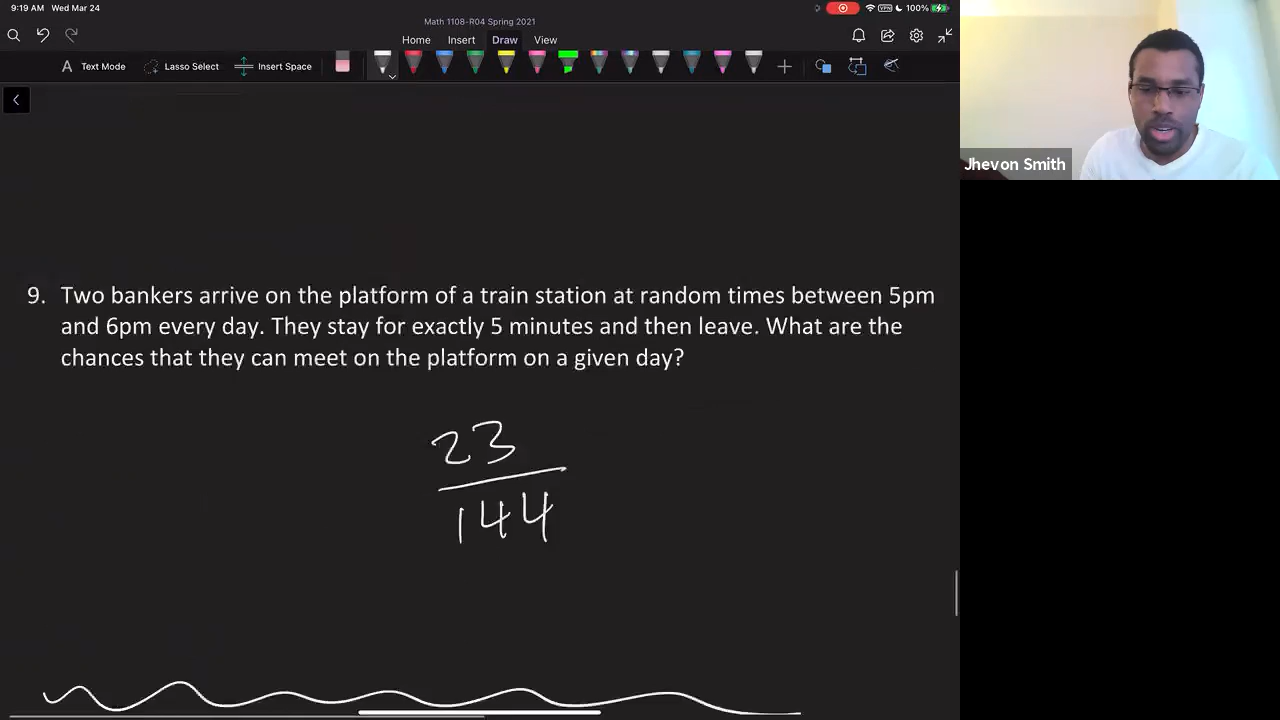 9:19 AM Wed Mar 24
100%
VPN
Math 1108-R04 Spring 2021
Home Insert Draw View
Text Mode Lasso Select Insert Space
Jhevon Smith
9. Two bankers arrive on the platform of a train station at random times between 5pm
and 6pm every day. They stay for exactly 5 minutes and then leave. What are the
chances that they can meet on the platform on a given day?
23
144